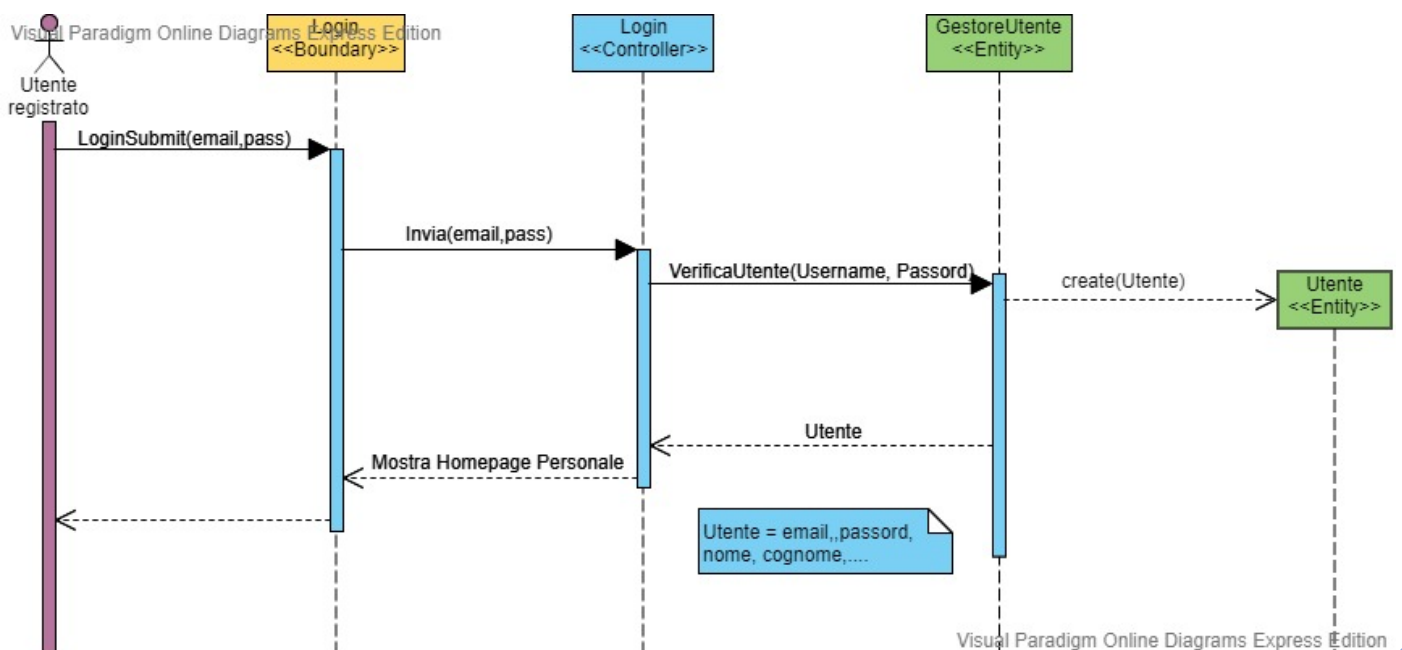 Visual Paradigm Online Diagrams Express Edition
Utente
registrato
Login
<<Boundary>>
Login
<<Controller>>
GestoreUtente
<<Entity>>
LoginSubmit(email,pass)
Invia(email,pass)
VerificaUtente(Username, Passord)
create(Utente)
Utente
<<Entity>>
Utente
Mostra Homepage Personale
Utente = email,,passord,
nome, cognome,....
Visual Paradigm Online Diagrams Express Edition